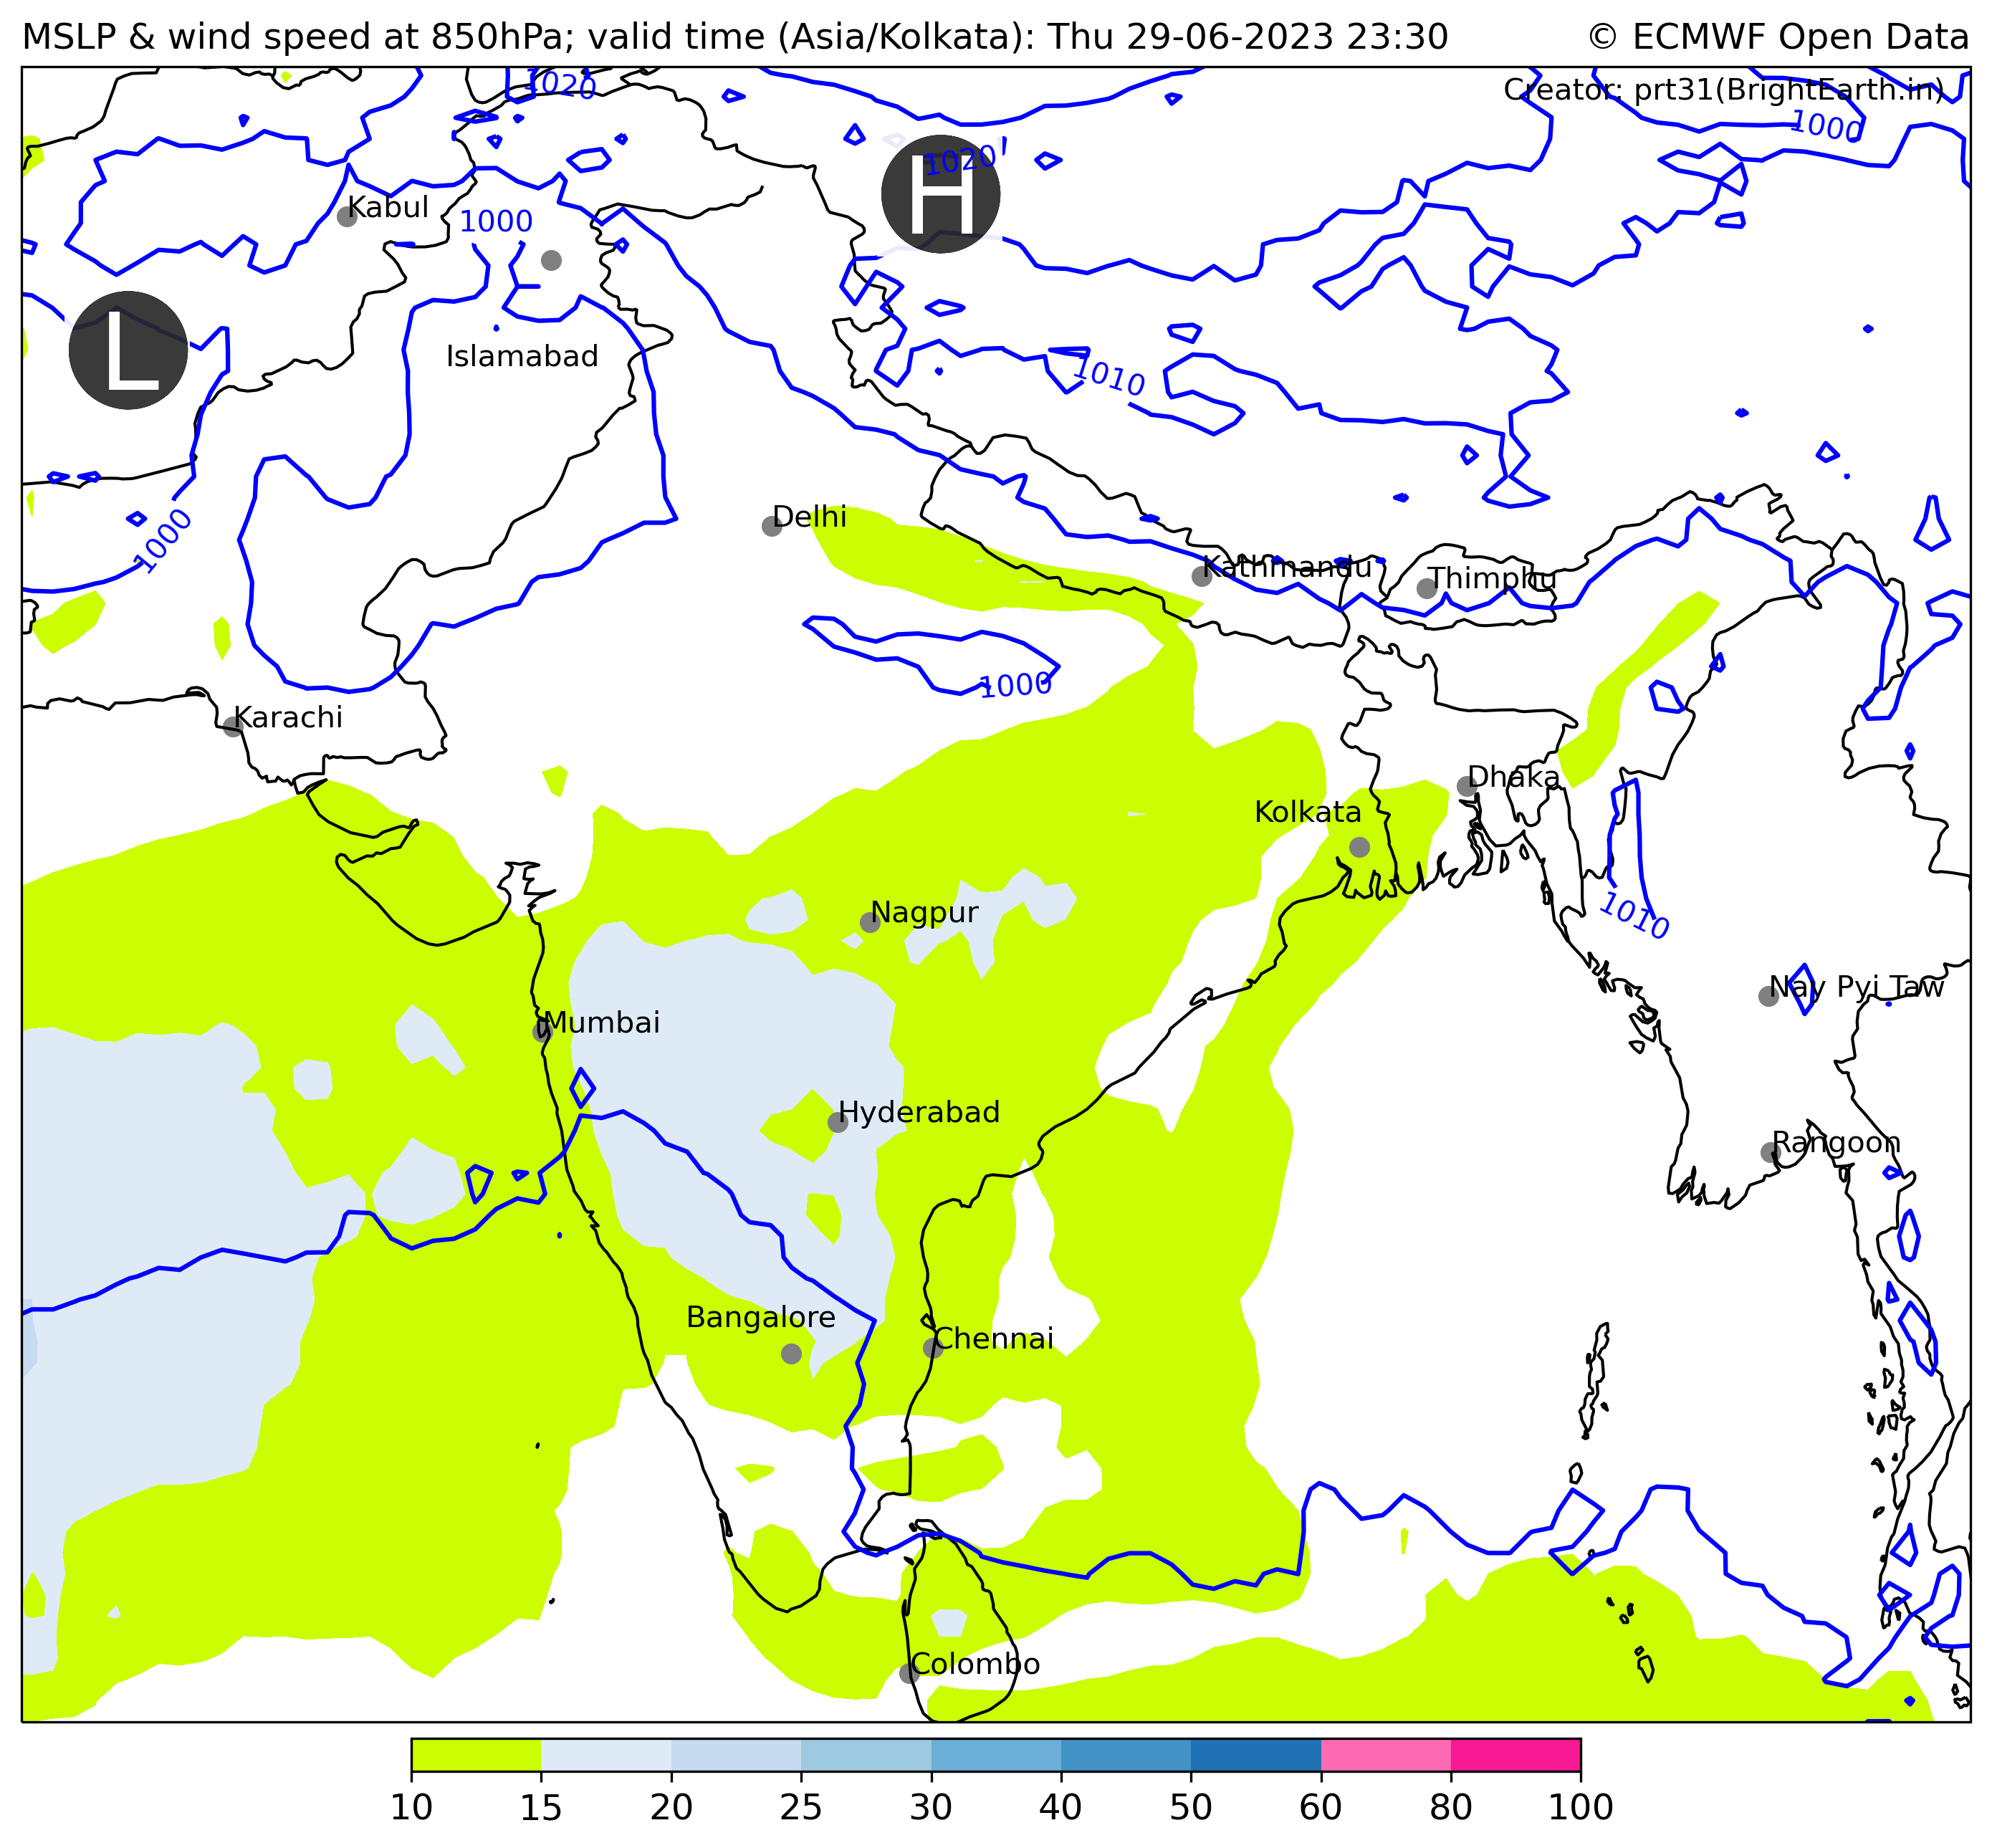 MSLP & wind speed at 850hPa; valid time (Asia/Kolkata): Thu 29-06-2023 23:30
© ECMWF Open Data
1020
Creator: prt31(BrightEarth.in)
1000
H
1020
Kabul
1000
L
Islamabad
1010
1000
Delhi
Kathmandu
Thimphu
1000
Karachi
Dhaka
Kolkata
Nagpur
1010
Nay Pyi Taw
Mumbai
Hyderabad
Rangoon
Bangalore
Chennai
Colombo
10 15 20 25 30 40 50 60 80 100